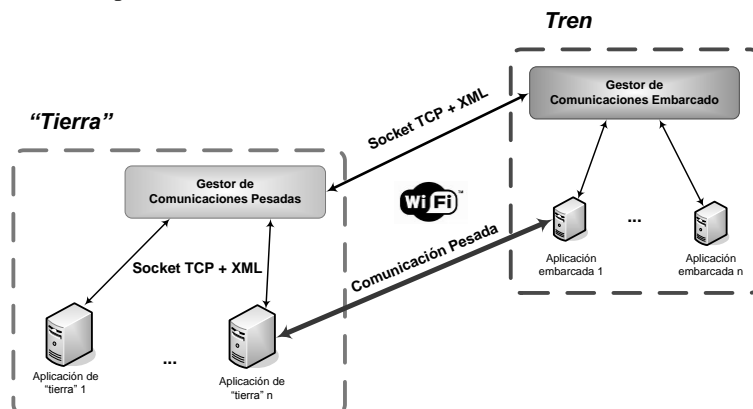 Tren
Gestor de
Comunicaciones Embarcado
Socket TCP + XML
“Tierra”
Gestor de
Comunicaciones Pesadas
WiFi™
...
Aplicación
embarcada 1
Aplicación
embarcada n
Comunicación Pesada
Socket TCP + XML
...
Aplicación de
“tierra” 1
Aplicación de
“tierra” n